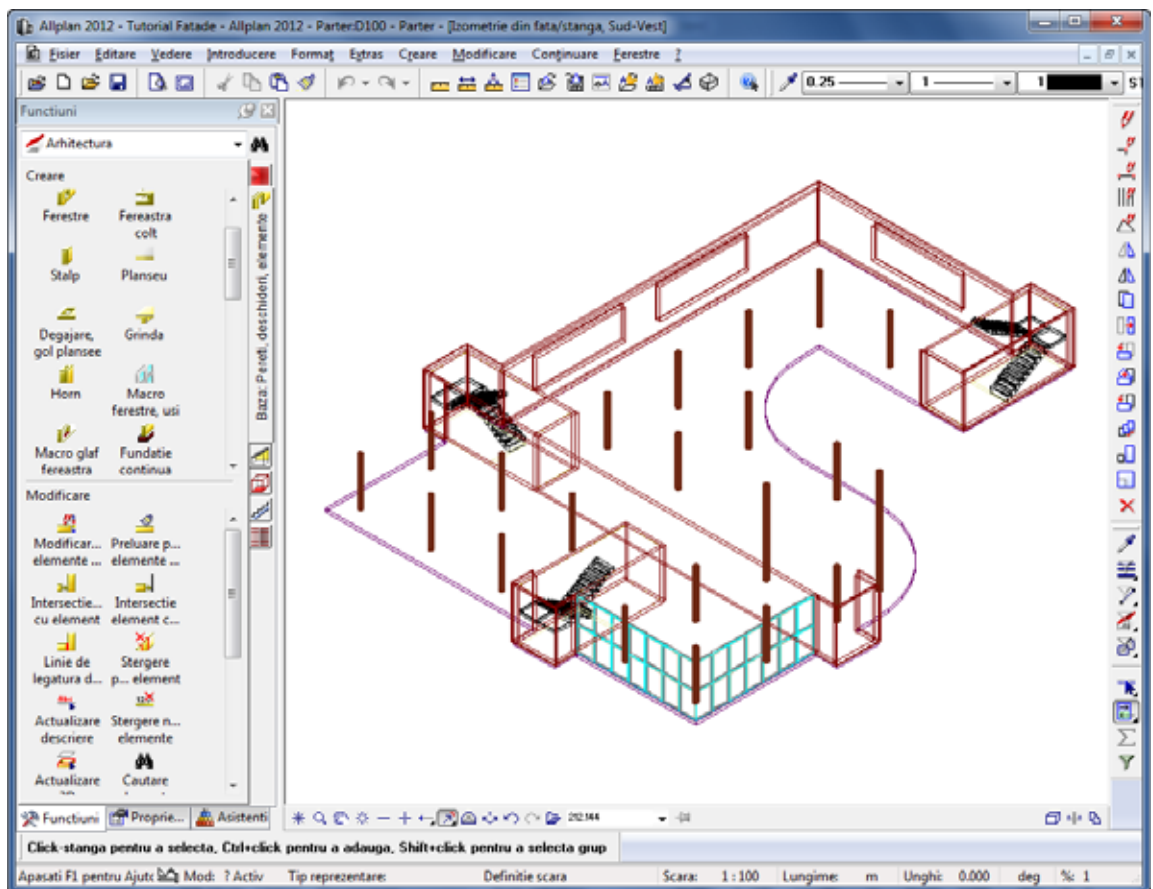 Allplan 2012 - Tutorial Fatade - Allplan 2012 - Parter:D100 - Parter - [Izometrie din fata/stanga, Sud-Vest]
Fisier Editare Vedere Introducere Format Extras Creare Modificare Continuare Ferestre ?
0.25 1 1
Functiuni
Arhitectura
Creare
Ferestre Fereastra colt
Stalp Planseu
Degajare, gol plansee Grinda
Horn Macro ferestre, usi
Macro glaf fereastra Fundatie continua
Baza: Pereti, deschideri, elemente
Modificare
Modificar... elemente ... Preluare p... elemente ...
Intersectie... cu element Intersectie element c...
Linie de legatura d... Stergere p... element
Actualizare descriere Stergere n... elemente
Actualizare Cautare
Functiuni Proprie... Asistenti
212.144
Click-stanga pentru a selecta, Ctrl+click pentru a adauga, Shift+click pentru a selecta grup
Apasati F1 pentru Ajutc Mod: ? Activ Tip reprezentare: Definitie scara Scara: 1 : 100 Lungime: m Unghi: 0.000 deg %: 1